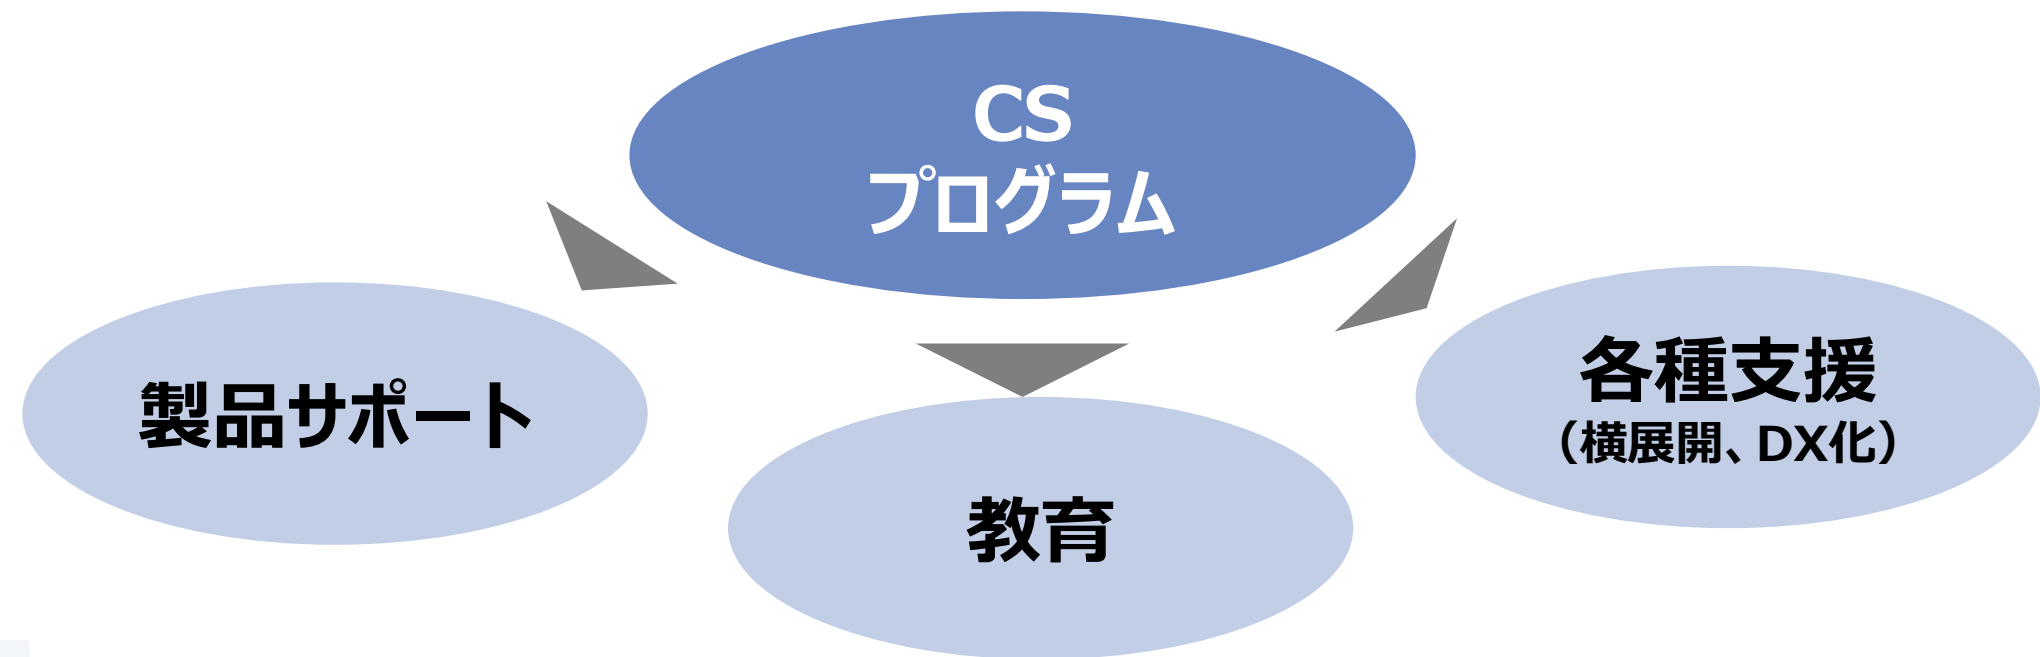 CS
プログラム
製品サポート
教育
各種支援
（横展開、DX化）